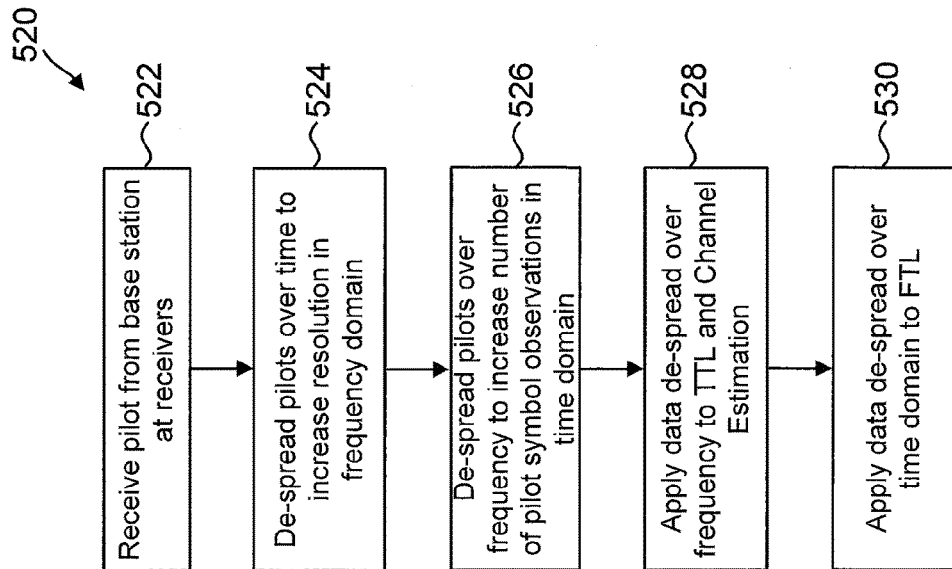 520
522
Receive pilot from base station
at receivers
524
De-spread pilots over time to
increase resolution in
frequency domain
526
De-spread pilots over
frequency to increase number
of pilot symbol observations in
time domain
528
Apply data de-spread over
frequency to TTL and Channel
Estimation
530
Apply data de-spread over
time domain to FTL